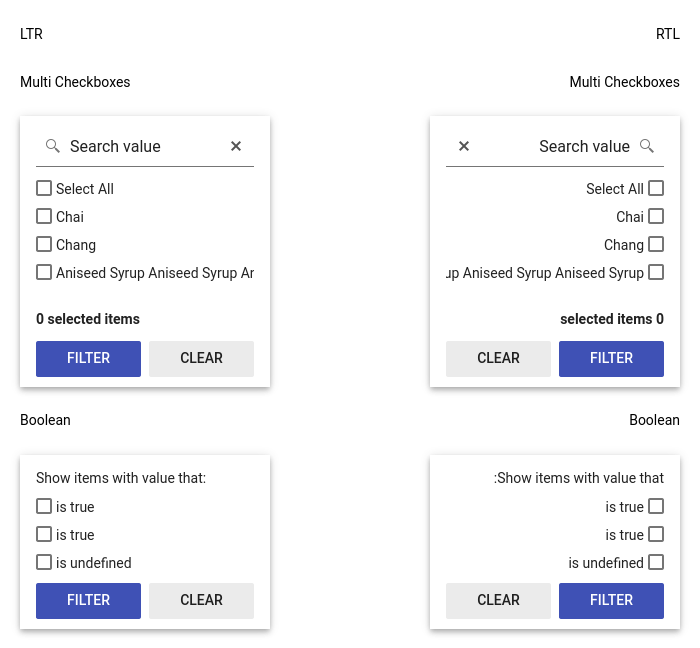 LTR
RTL
Multi Checkboxes
Multi Checkboxes
Search value
Select All
Chai
Chang
Aniseed Syrup Aniseed Syrup
0 selected items
FILTER CLEAR
Search value
Select All
Chai
Chang
Aniseed Syrup Aniseed Syrup
selected items 0
CLEAR FILTER
Boolean
Boolean
Show items with value that:
is true
is true
is undefined
FILTER CLEAR
:Show items with value that
is true
is true
is undefined
CLEAR FILTER